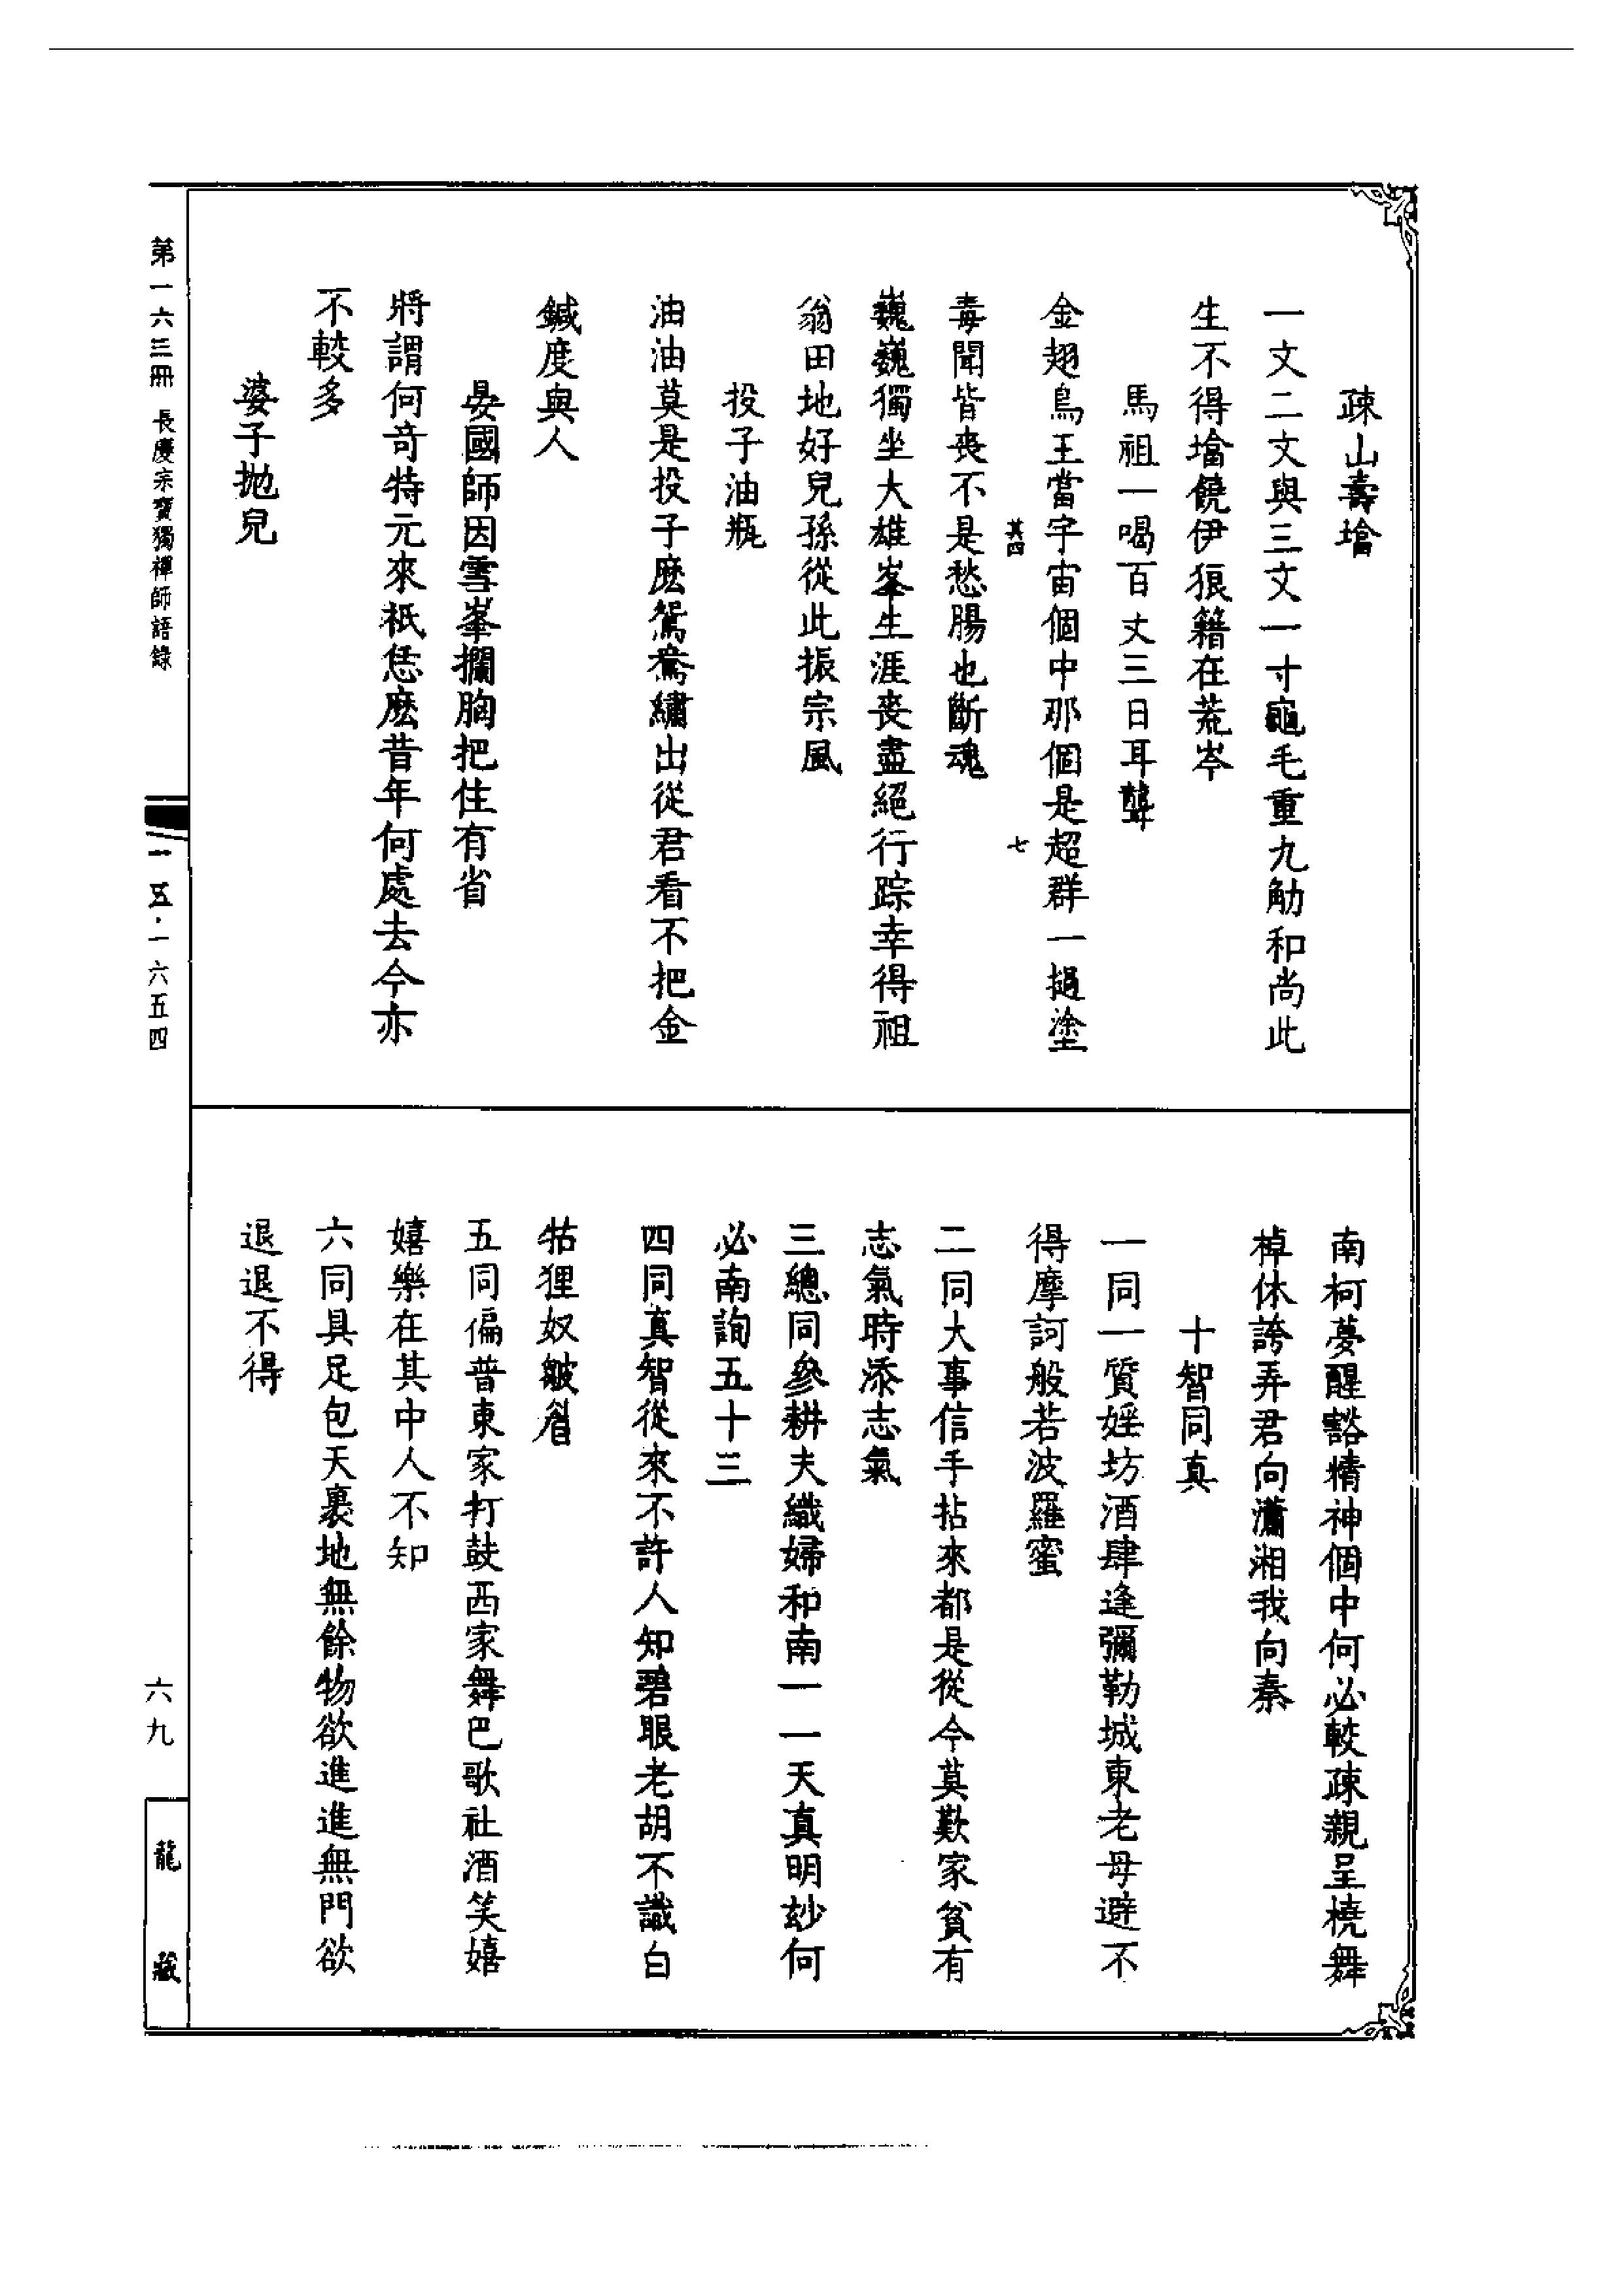 疎山壽墖
一文二文與三文一寸龜毛重九觔和尚此
生不得墖饒伊狼籍在荒岑
馬祖一喝百丈三日耳聾
金翅鳥王當宇宙個中那個是超群一撾塗
其四
七
毒聞皆丧不是愁腸也斷魂
巍巍獨坐大雄峯生涯丧盡絕行踪幸得祖
翁田地好兒孫從此振宗風
投子油瓶
油油莫是投子麽鴛鴦繡出從君看不把金
鍼度與人
晏國師因雪峯攔胸把住有省
將謂何奇特元來秖恁麽昔年何處去今亦
不較多
婆子拋兒
南柯夢醒豁精神個中何必較疎親呈橈舞
棹休誇弄君向瀟湘我向秦
十智同真
一同一質婬坊酒肆逢彌勒城東老母避不
得摩訶般若波羅蜜
二同大事信手拈來都是從今莫歎家貧有
志氣時添志氣
三總同參耕夫織婦和南一一天真明玅何
必南詢五十三
四同真智從來不許人知碧眼老胡不識白
牯狸奴皺眉
五同偏普東家打鼓西家舞巴歌社酒笑嬉
嬉樂在其中人不知
六同具足包天裹地無餘物欲進進無門欲
退退不得
第一六三冊 長慶宗寶獨禪師語錄
一五·一六五四
六九
龍藏